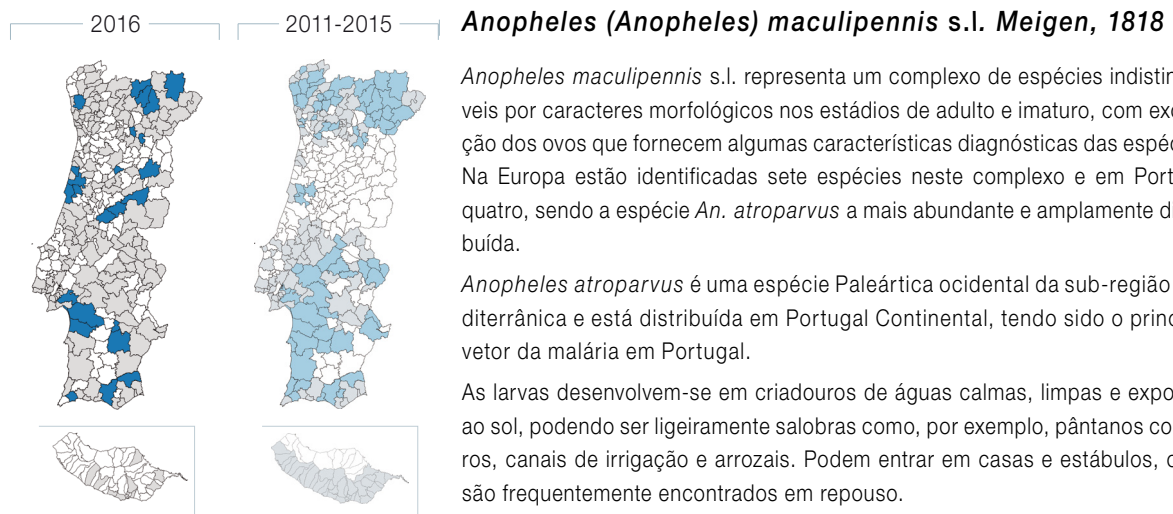 2016
2011-2015
Anopheles (Anopheles) maculipennis s.l. Meigen, 1818
Anopheles maculipennis s.l. representa um complexo de espécies indistin
veis por caracteres morfológicos nos estádios de adulto e imaturo, com exc
ção dos ovos que fornecem algumas características diagnósticas das espéc
Na Europa estão identificadas sete espécies neste complexo e em Port
quatro, sendo a espécie An. atroparvus a mais abundante e amplamente d
buída.
Anopheles atroparvus é uma espécie Paleártica ocidental da sub-região
diterrânica e está distribuída em Portugal Continental, tendo sido o princ
vetor da malária em Portugal.
As larvas desenvolvem-se em criadouros de águas calmas, limpas e expo
ao sol, podendo ser ligeiramente salobras como, por exemplo, pântanos co
ros, canais de irrigação e arrozais. Podem entrar em casas e estábulos, o
são frequentemente encontrados em repouso.